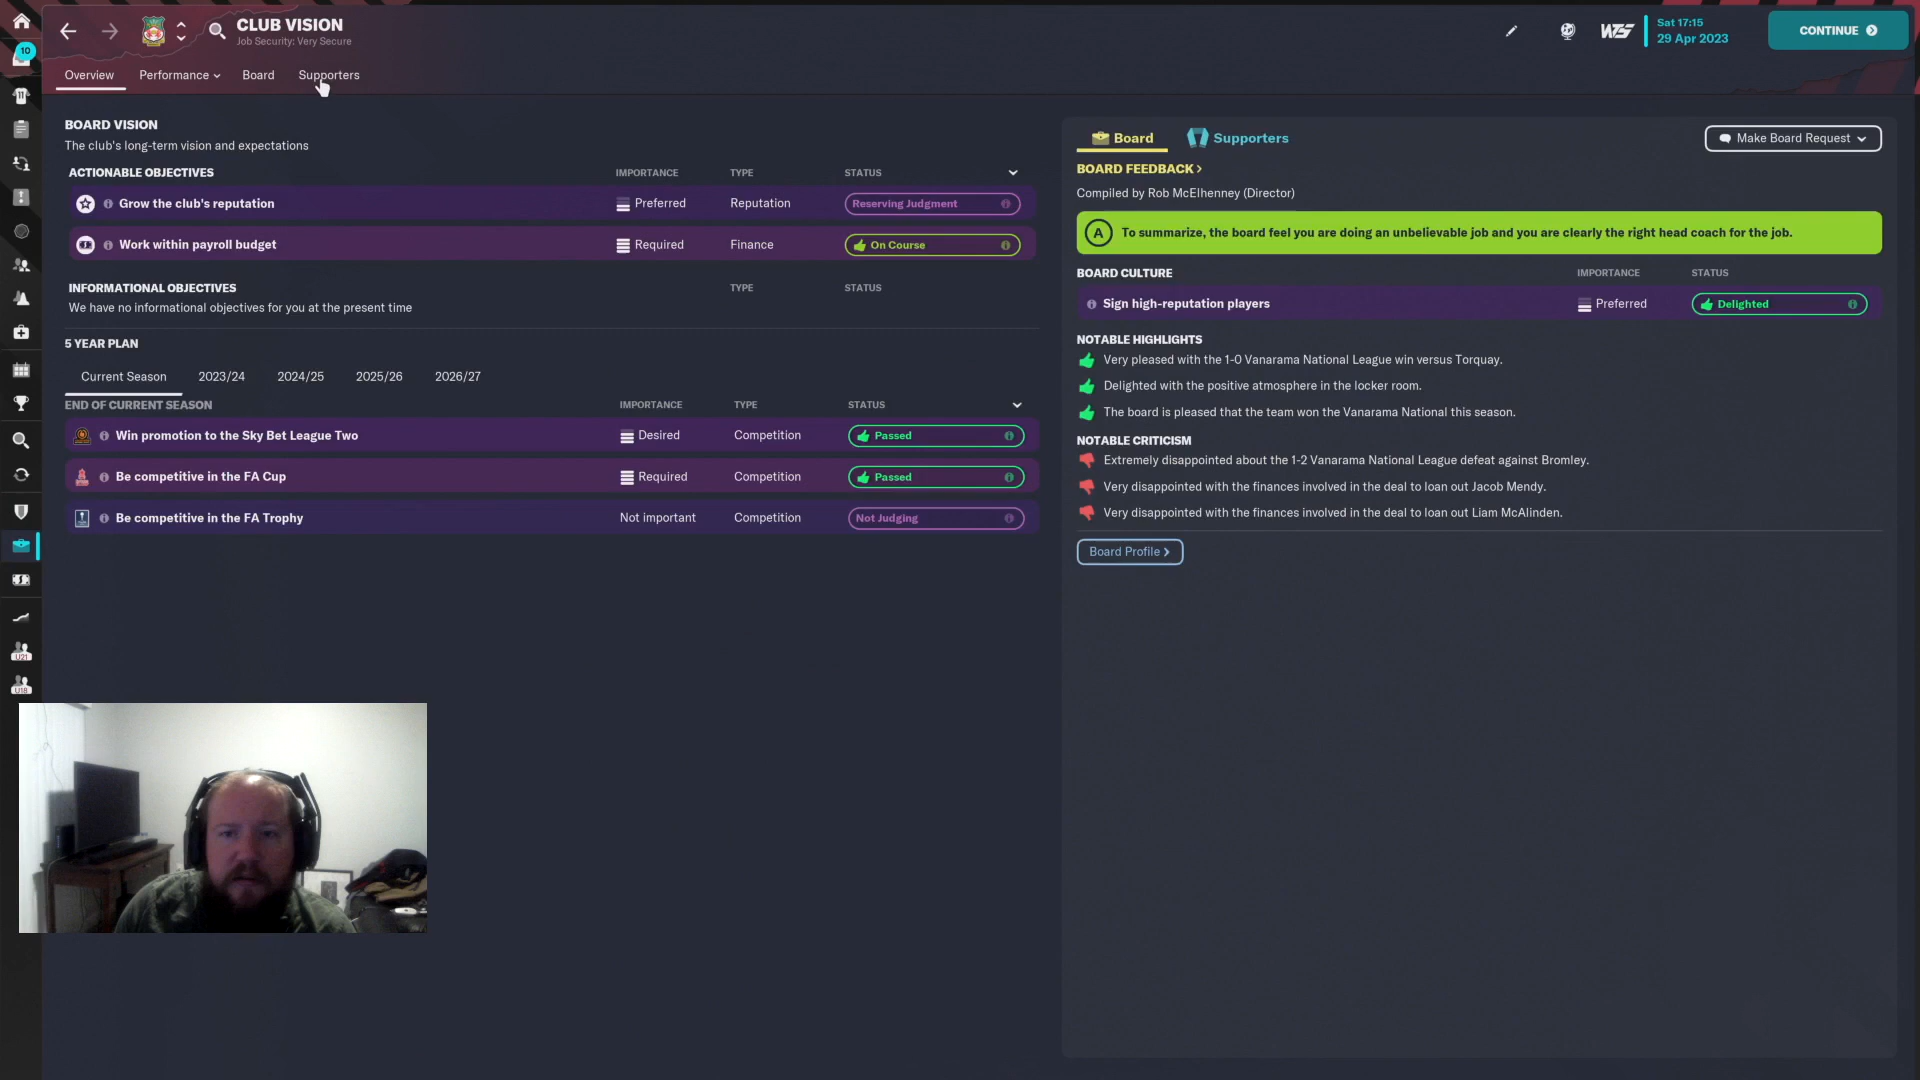 CLUB VISION
Job Security: Very Secure
Sat 17:15
29 Apr 2023
CONTINUE
10
11
Overview
Performance
Board
Supporters
BOARD VISION
The club's long-term vision and expectations
ACTIONABLE OBJECTIVES IMPORTANCE TYPE STATUS
Grow the club's reputation Preferred Reputation Reserving Judgment
Work within payroll budget Required Finance On Course
INFORMATIONAL OBJECTIVES TYPE STATUS
We have no informational objectives for you at the present time
5 YEAR PLAN
Current Season 2023/24 2024/25 2025/26 2026/27
END OF CURRENT SEASON IMPORTANCE TYPE STATUS
Win promotion to the Sky Bet League Two Desired Competition Passed
Be competitive in the FA Cup Required Competition Passed
Be competitive in the FA Trophy Not important Competition Not Judging
Board Supporters Make Board Request
BOARD FEEDBACK
Compiled by Rob McElhenney (Director)
A To summarize, the board feel you are doing an unbelievable job and you are clearly the right head coach for the job.
BOARD CULTURE IMPORTANCE STATUS
Sign high-reputation players Preferred Delighted
NOTABLE HIGHLIGHTS
Very pleased with the 1-0 Vanarama National League win versus Torquay.
Delighted with the positive atmosphere in the locker room.
The board is pleased that the team won the Vanarama National this season.
NOTABLE CRITICISM
Extremely disappointed about the 1-2 Vanarama National League defeat against Bromley.
Very disappointed with the finances involved in the deal to loan out Jacob Mendy.
Very disappointed with the finances involved in the deal to loan out Liam McAlinden.
Board Profile
U21
U18